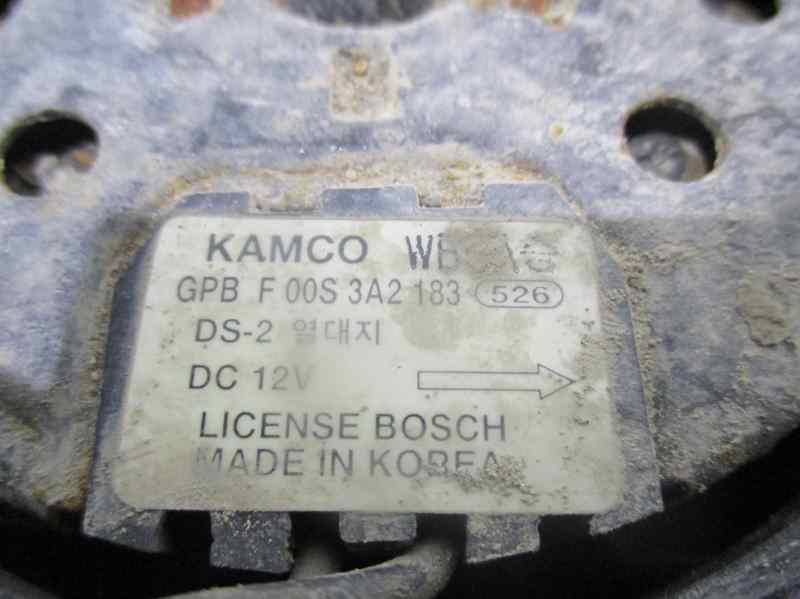 KAMCO
GPB F 00S 3A2 183 526
DS-2 열대지
DC 12V
LICENSE BOSCH
MADE IN KOREA